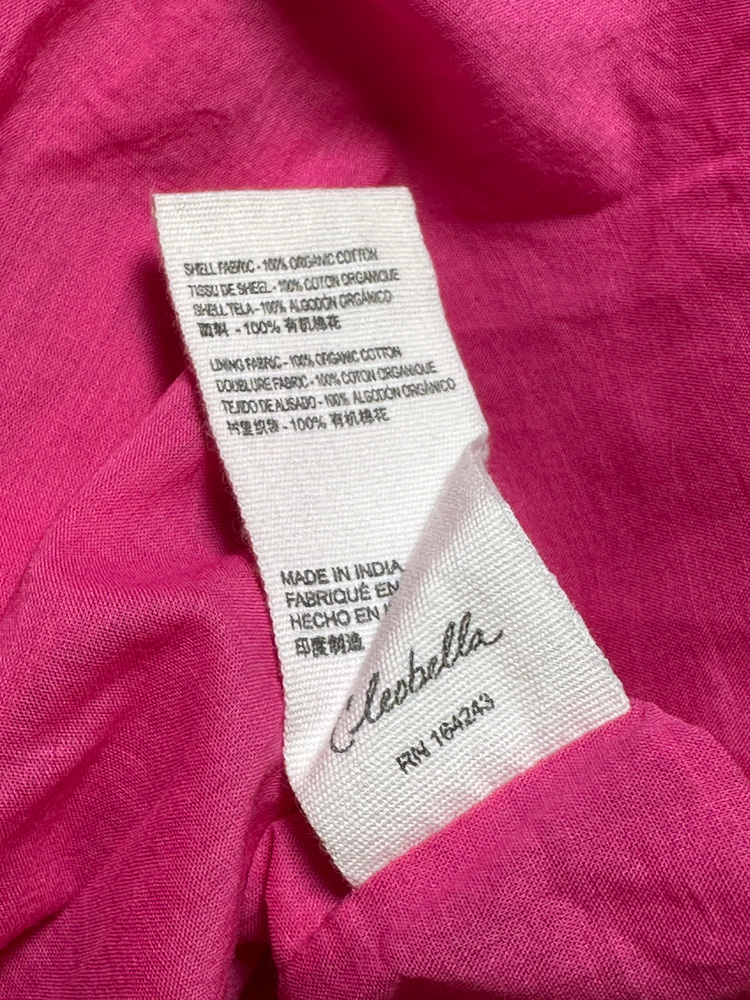 SHELL FABRIC - 100% ORGANIC COTTON
TISSU DE SHEEL - 100% COTON ORGANIQUE
SHELL TELA - 100% ALGODÓN ORGÁNICO
面料 - 100% 有机棉花
LINING FABRIC - 100% ORGANIC COTTON
DOUBLURE FABRIC - 100% COTON ORGANIQUE
TEJIDO DE ALISADO - 100% ALGODON ORGÁNICO
衬里织袋 - 100% 有机棉花
MADE IN INDIA
FABRIQUÉ EN
HECHO EN
印度制造
Cleobella
RN 164243